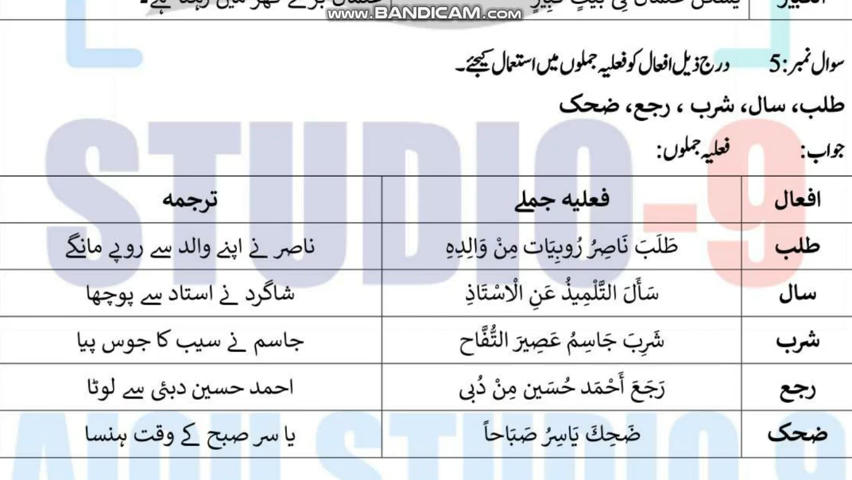 www.BANDICAM.com
سوال نمبر:5 درج ذیل افعال کو فعلیہ جملوں میں استعمال کیجئے۔
طلب، سال، شرب ، رجع، ضحک
جواب: فعلیہ جملوں:
افعال فعلیہ جملے ترجمہ
طلب طَلَبَ نَاصِرُ رُوبِيَات مِنْ وَالِدِهِ ناصر نے اپنے والد سے روپے مانگے
سال سَأَلَ التَّلْمِيذُ عَنِ الْاسْتَاذِ شاگرد نے استاد سے پوچھا
شرب شَرِبَ جَاسِمُ عَصِيرَ التُّفَّاح جاسم نے سیب کا جوس پیا
رجع رَجَعَ أَحْمَد حُسَين مِنْ دُبی احمد حسین دبئی سے لوٹا
ضحک ضَحِكَ يَاسِرُ صَبَاحاً یا سر صبح کے وقت ہنسا
STUDIO-9